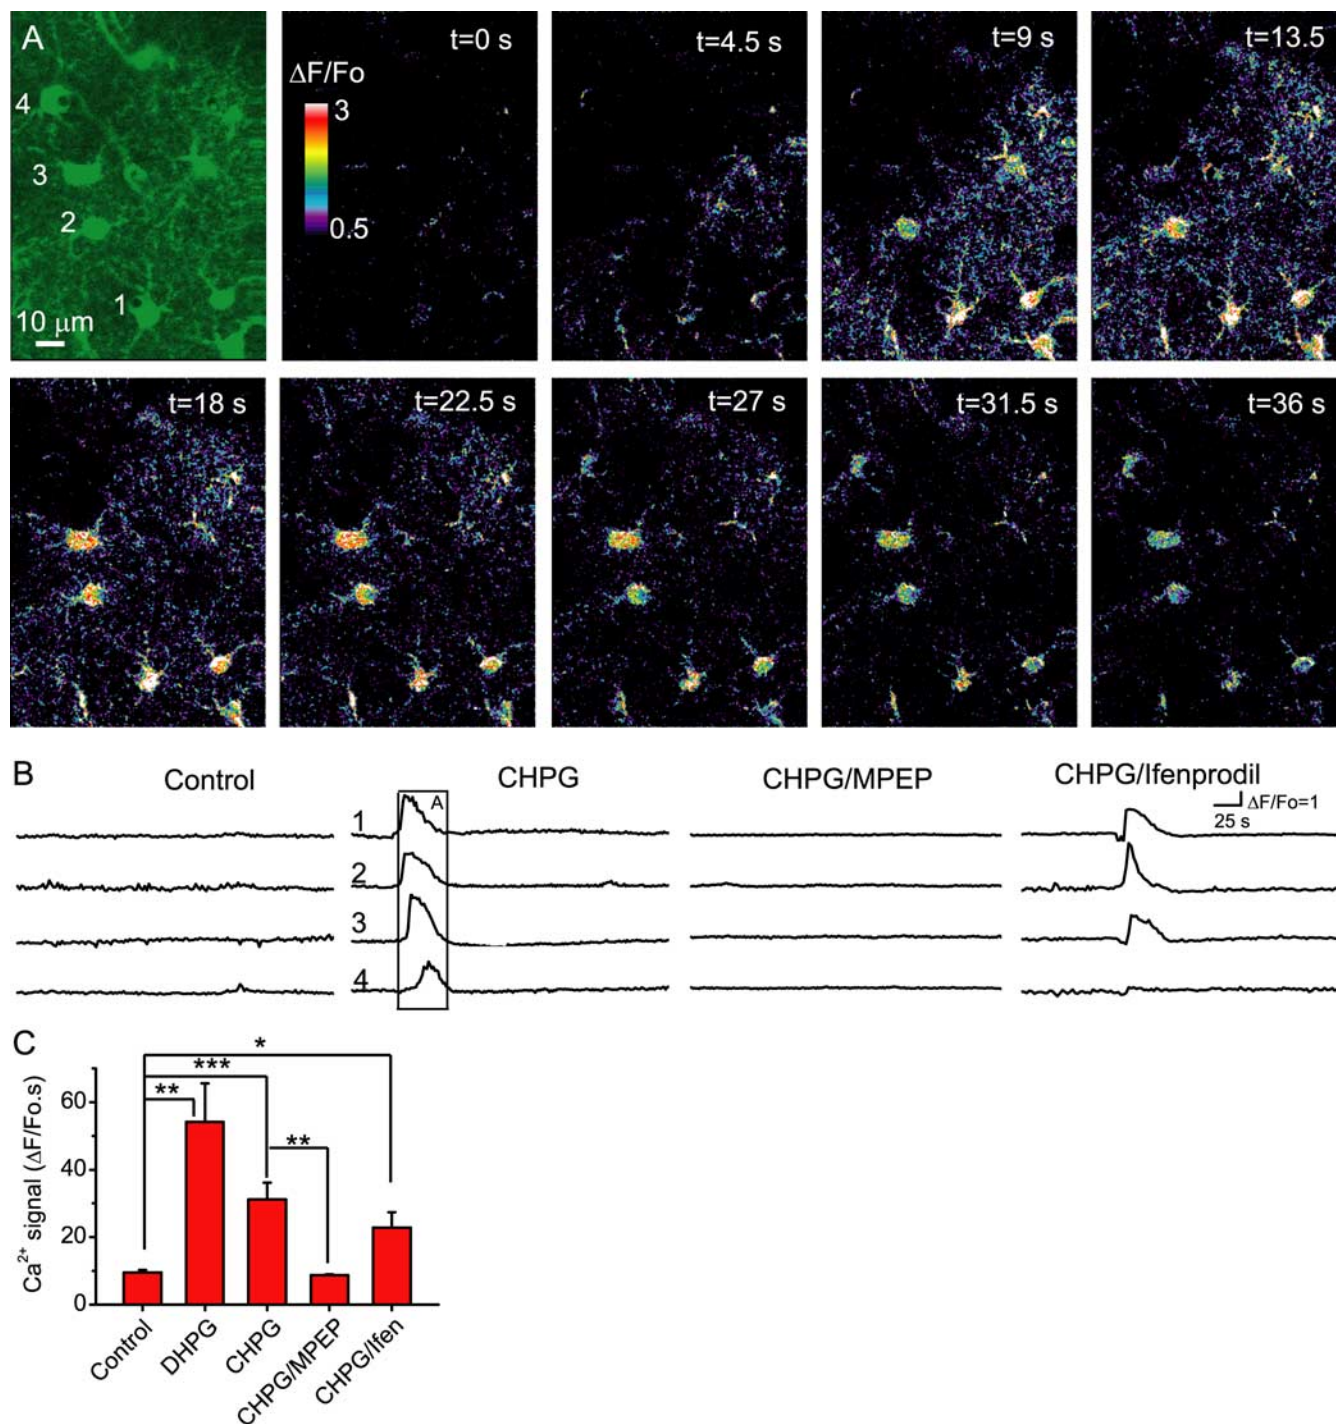 A
t=0 s
t=4.5 s
t=9 s
t=13.5
ΔF/Fo
3
0.5
4
3
2
1
10 μm
t=18 s
t=22.5 s
t=27 s
t=31.5 s
t=36 s
B
Control
CHPG
CHPG/MPEP
CHPG/Ifenprodil
A
ΔF/Fo=1
25 s
1
2
3
4
C
*
***
**
**
Ca²⁺ signal (ΔF/Fo.s)
60
40
20
0
Control
DHPG
CHPG
CHPG/MPEP
CHPG/Ifen